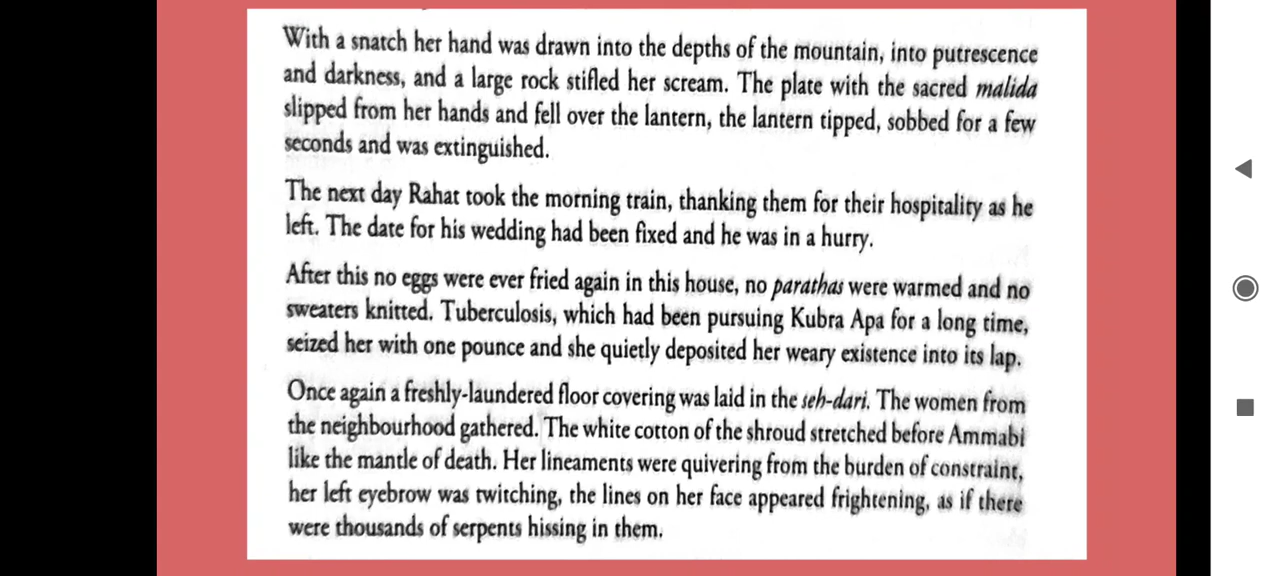 With a snatch her hand was drawn into the depths of the mountain, into putrescence
and darkness, and a large rock stifled her scream. The plate with the sacred malida
slipped from her hands and fell over the lantern, the lantern tipped, sobbed for a few
seconds and was extinguished.
The next day Rahat took the morning train, thanking them for their hospitality as he
left. The date for his wedding had been fixed and he was in a hurry.
After this no eggs were ever fried again in this house, no parathas were warmed and no
sweaters knitted. Tuberculosis, which had been pursuing Kubra Apa for a long time,
seized her with one pounce and she quietly deposited her weary existence into its lap.
Once again a freshly-laundered floor covering was laid in the seh-dari. The women from
the neighbourhood gathered. The white cotton of the shroud stretched before Ammabi
like the mantle of death. Her lineaments were quivering from the burden of constraint,
her left eyebrow was twitching, the lines on her face appeared frightening, as if there
were thousands of serpents hissing in them.